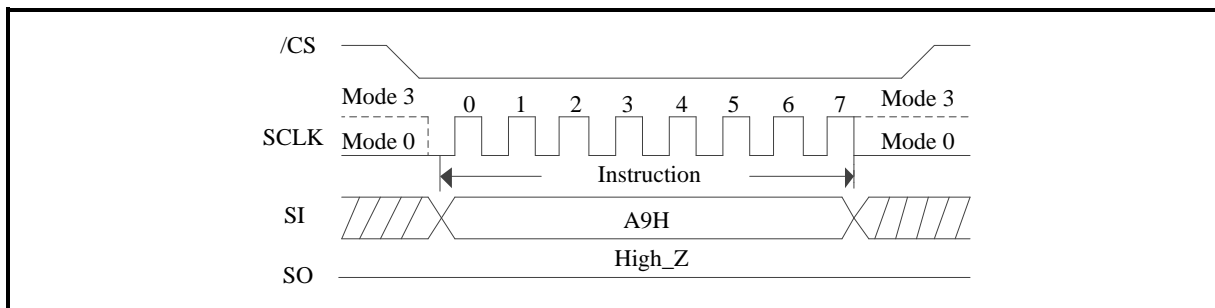 /CS
Mode 3 0 1 2 3 4 5 6 7 Mode 3
SCLK Mode 0 Mode 0
Instruction
SI A9H
High_Z
SO